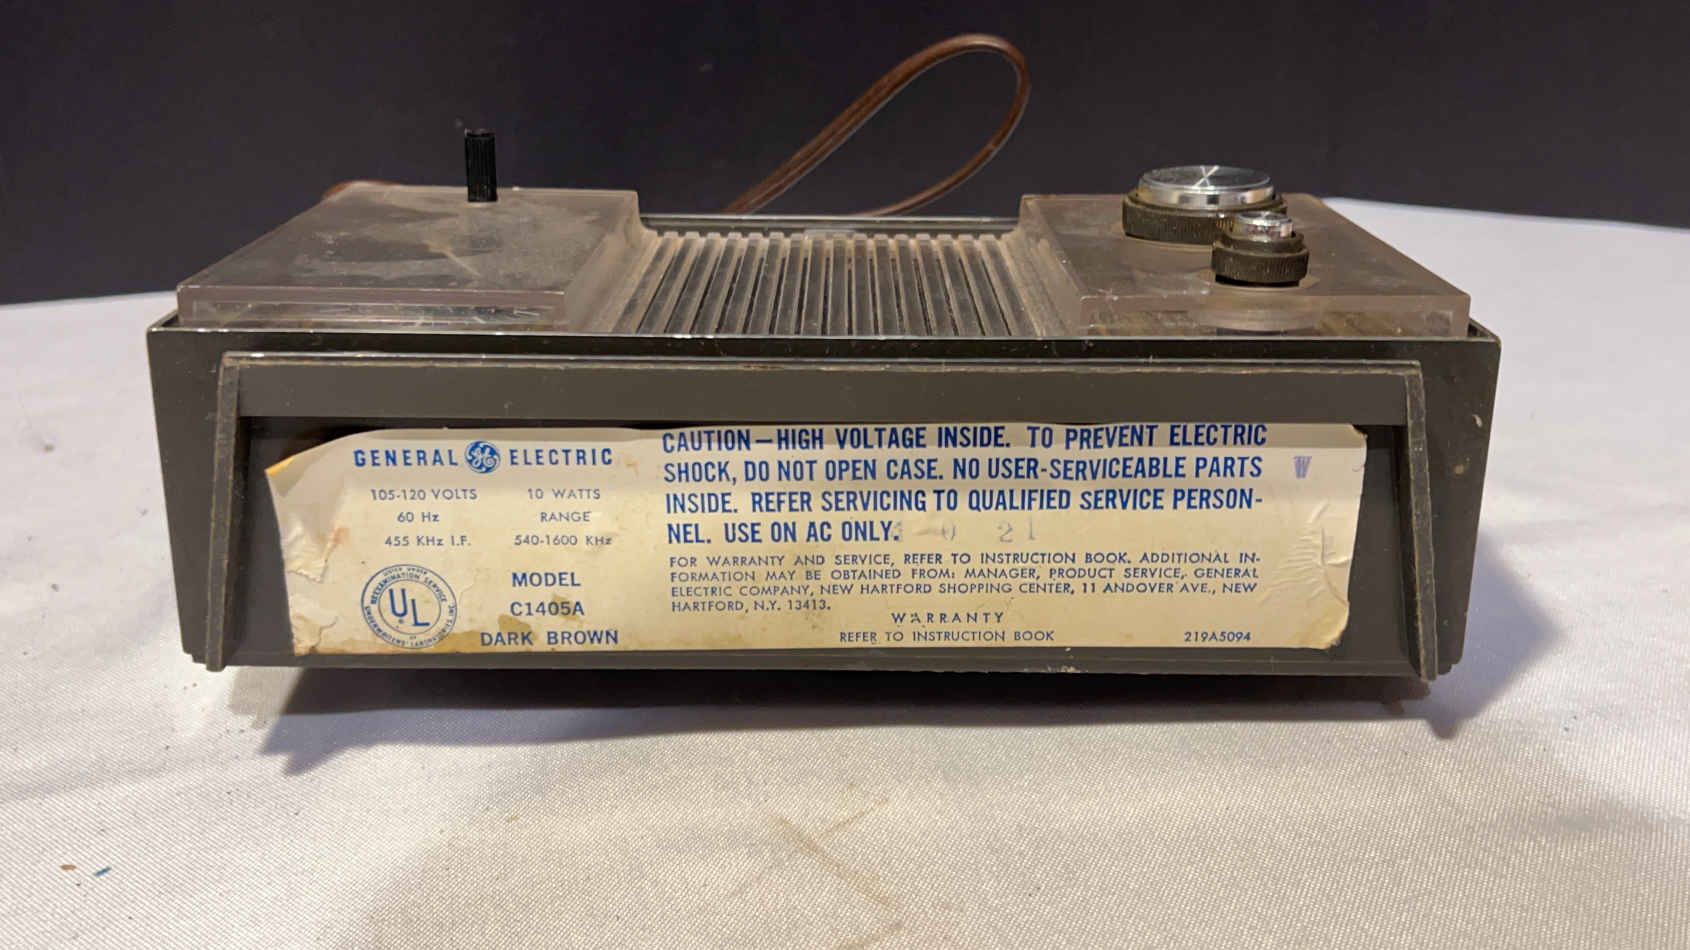 GENERAL GE ELECTRIC
105-120 VOLTS 10 WATTS
60 Hz RANGE
455 KHz I.F. 540-1600 KHz
UL
MODEL
C1405A
DARK BROWN
CAUTION—HIGH VOLTAGE INSIDE. TO PREVENT ELECTRIC
SHOCK, DO NOT OPEN CASE. NO USER-SERVICEABLE PARTS
INSIDE. REFER SERVICING TO QUALIFIED SERVICE PERSON-
NEL. USE ON AC ONLY.
W
FOR WARRANTY AND SERVICE, REFER TO INSTRUCTION BOOK. ADDITIONAL IN-
FORMATION MAY BE OBTAINED FROM: MANAGER, PRODUCT SERVICE, GENERAL
ELECTRIC COMPANY, NEW HARTFORD SHOPPING CENTER, 11 ANDOVER AVE., NEW
HARTFORD, N.Y. 13413.
WARRANTY
REFER TO INSTRUCTION BOOK 219A5094